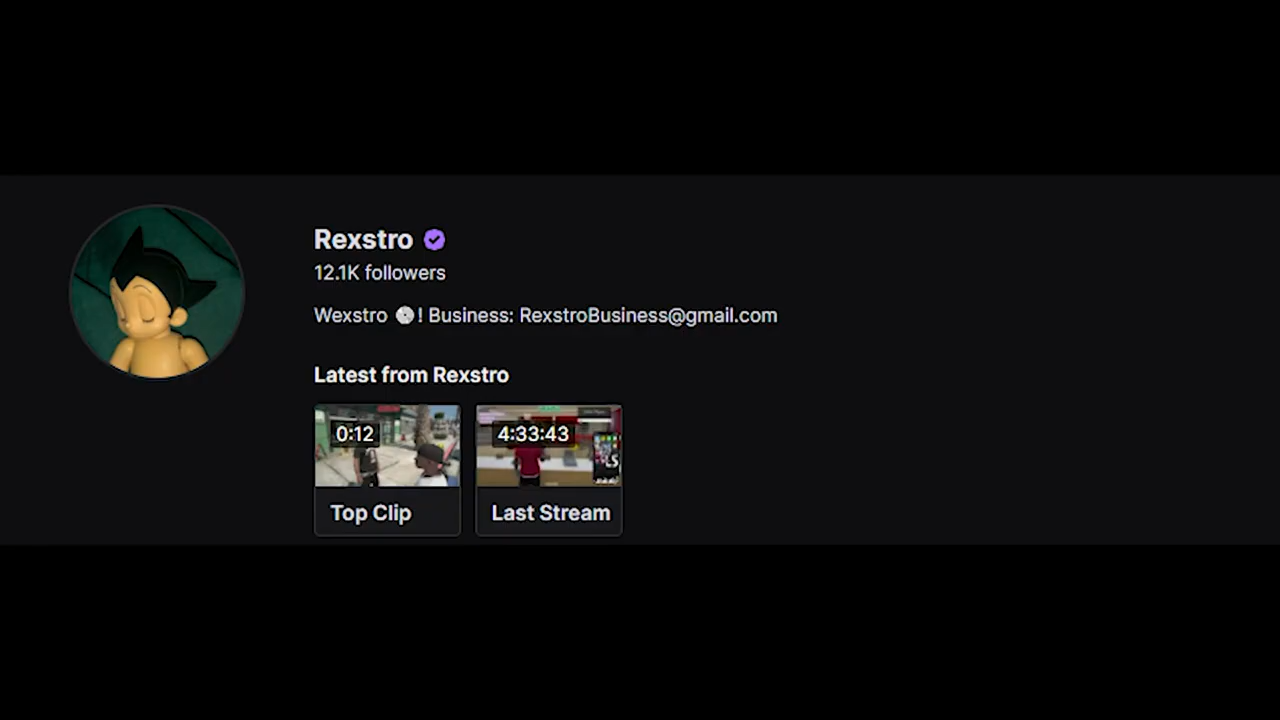 Rexstro
12.1K followers
Wexstro ! Business: RexstroBusiness@gmail.com
Latest from Rexstro
0:12
4:33:43
LS
Top Clip
Last Stream